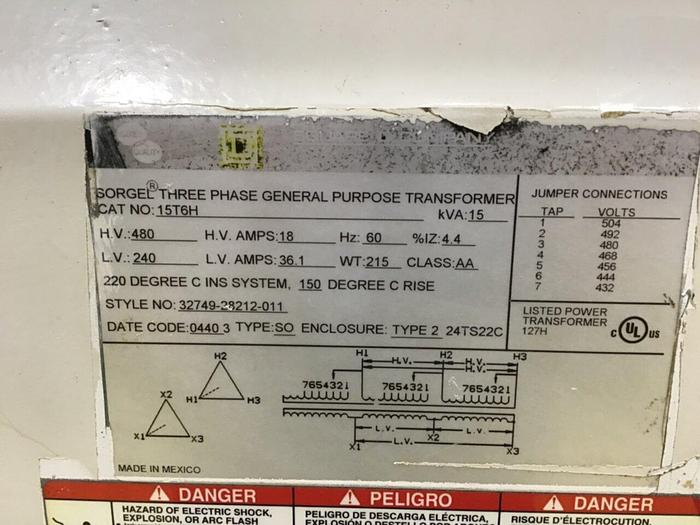 SORGEL® THREE PHASE GENERAL PURPOSE TRANSFORMER
CAT NO: 15T6H kVA: 15
H.V.: 480 H.V. AMPS: 18 Hz: 60 %IZ: 4.4
L.V.: 240 L.V. AMPS: 36.1 WT: 215 CLASS: AA
220 DEGREE C INS SYSTEM, 150 DEGREE C RISE
STYLE NO: 32749-28212-011
DATE CODE: 0440 3 TYPE: SO ENCLOSURE: TYPE 2 24TS22C
JUMPER CONNECTIONS
TAP VOLTS
1 504
2 492
3 480
4 468
5 456
6 444
7 432
LISTED POWER
TRANSFORMER
127H
C UL US
H2
H1 H3
X2
X1 X3
H1 H2 H3
H.V. H.V.
H.V.
7654321 7654321 7654321
L.V. L.V.
X2
L.V.
X1 X3
MADE IN MEXICO
DANGER
HAZARD OF ELECTRIC SHOCK,
EXPLOSION, OR ARC FLASH
PELIGRO
PELIGRO DE DESCARGA ELÉCTRICA,
EXPLOSIÓN O DESTELLO POR ARQUEO
DANGER
RISQUE D'ÉLECTROCUTION,